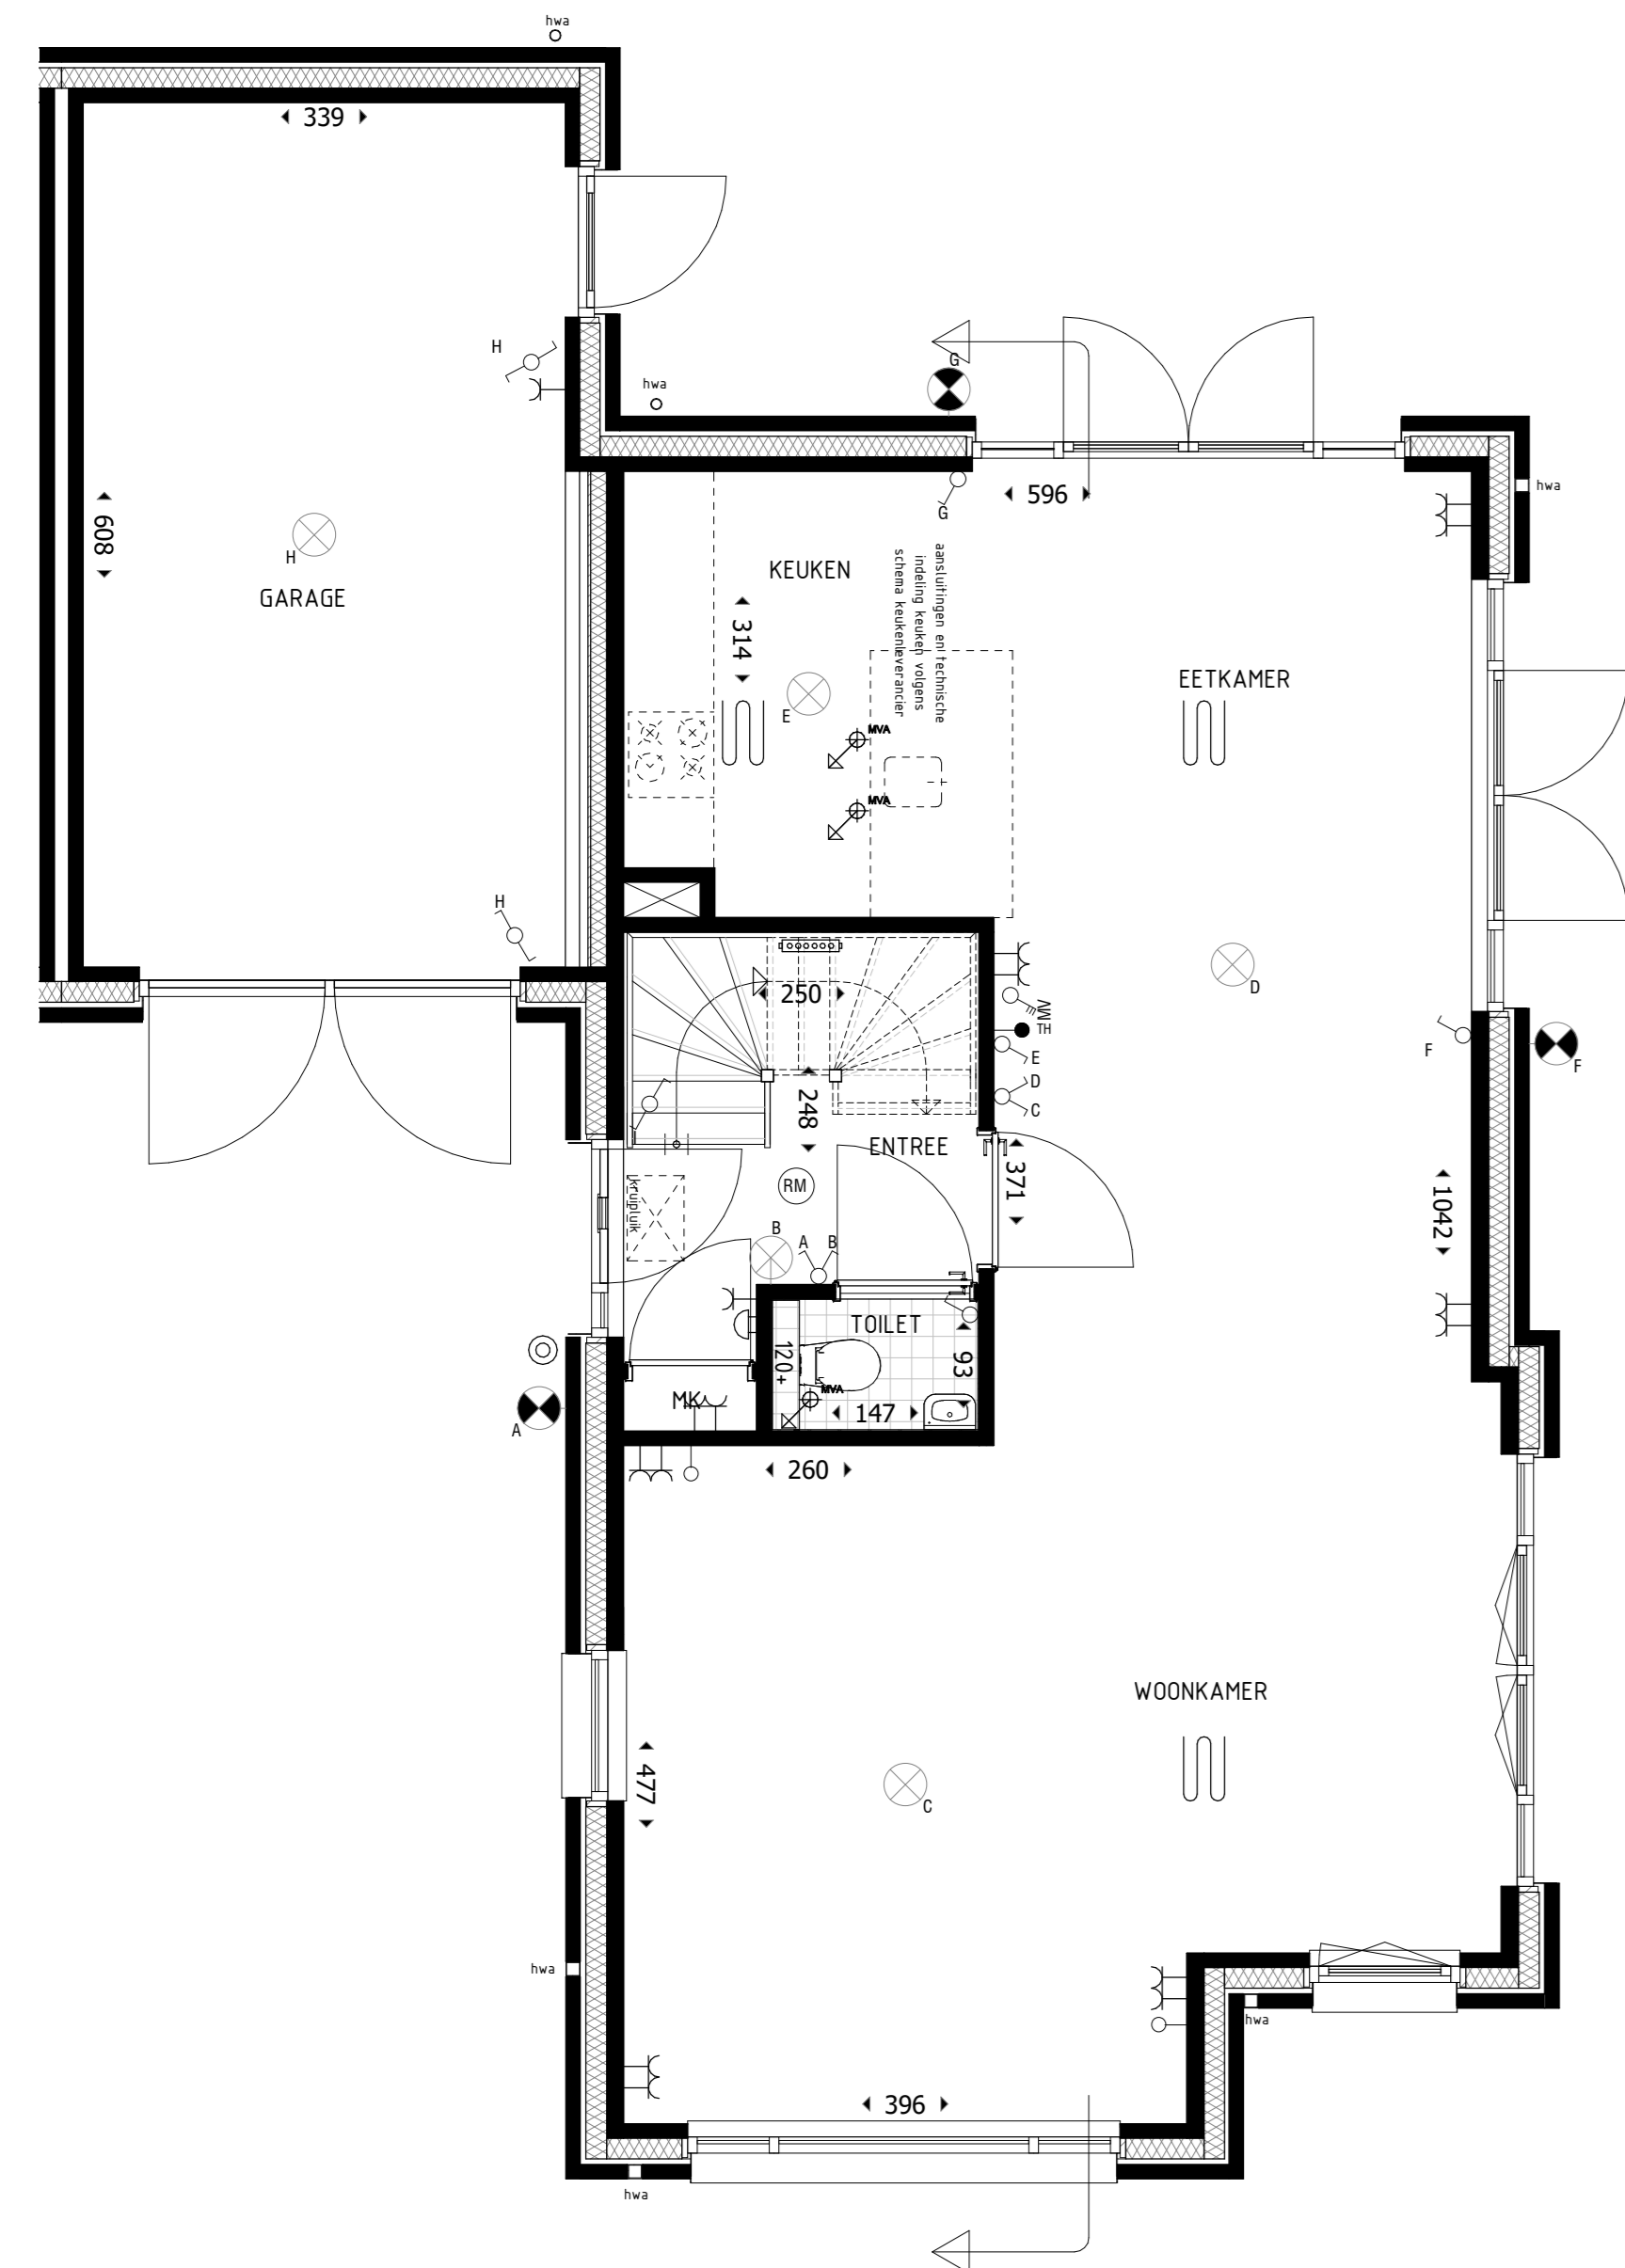 hwa
339
H
hwa
G
596
G
hwa
608
H
GARAGE
KEUKEN
aansluitingen en technische
indeling keuken volgens
schema keukenleverancier
314
E
EETKAMER
MVA
MVA
H
D
250
WM
TH
E
D
C
F
F
248
ENTREE
371
RM
kruipluik
B
A
B
1042
TOILET
120+
93
MVA
147
MK
A
260
WOONKAMER
477
C
hwa
hwa
396
hwa